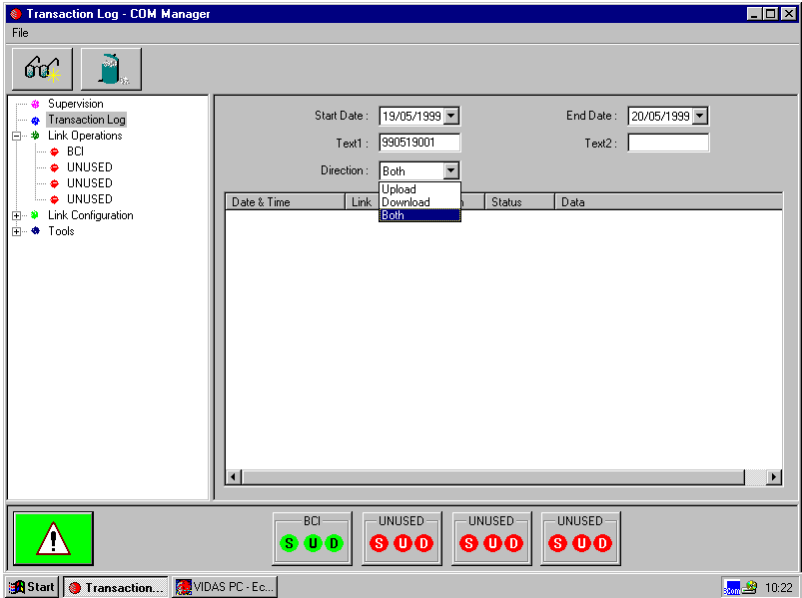 Transaction Log - COM Manager
File
Supervision
Transaction Log
Link Operations
BCI
UNUSED
UNUSED
UNUSED
Link Configuration
Tools
Start Date : 19/05/1999 End Date : 20/05/1999
Text1 : 990519001 Text2 :
Direction : Both
Upload
Download
Both
Date & Time Link Status Data
BCI UNUSED UNUSED UNUSED
S U D S U D S U D S U D
Start Transaction... VIDAS PC - Ec... BCom 10:22